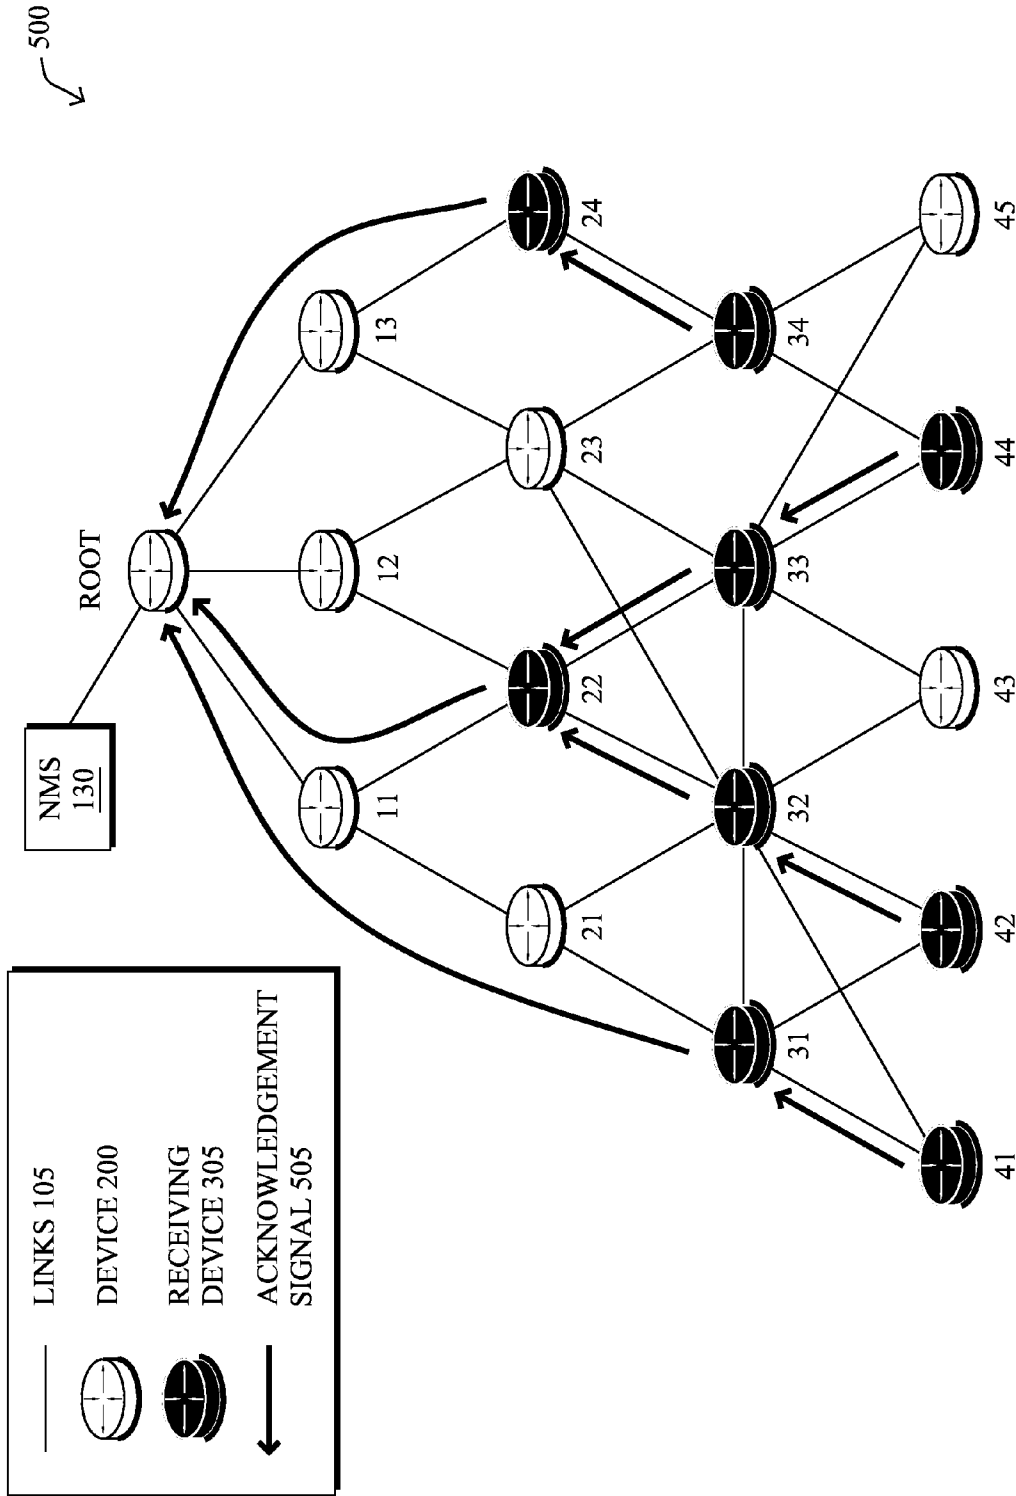 500
NMS
130
ROOT
11
12
13
21
22
23
24
31
32
33
34
41
42
43
44
45
LINKS 105
DEVICE 200
RECEIVING
DEVICE 305
ACKNOWLEDGEMENT
SIGNAL 505